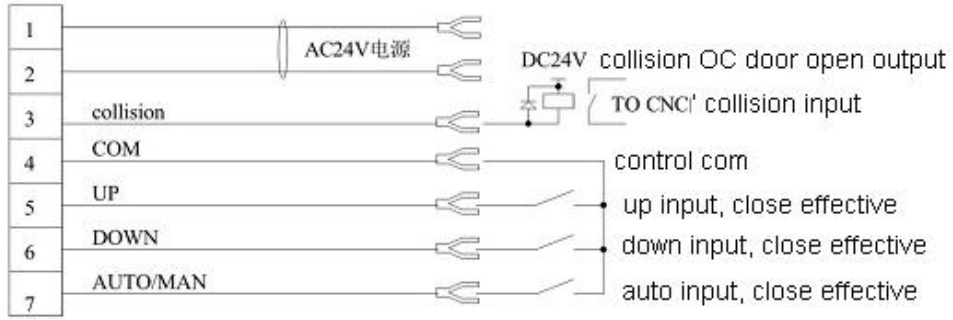 1
AC24V电源
2
DC24V collision OC door open output
3 collision
TO CNC' collision input
4 COM
control com
5 UP
up input, close effective
6 DOWN
down input, close effective
7 AUTO/MAN
auto input, close effective